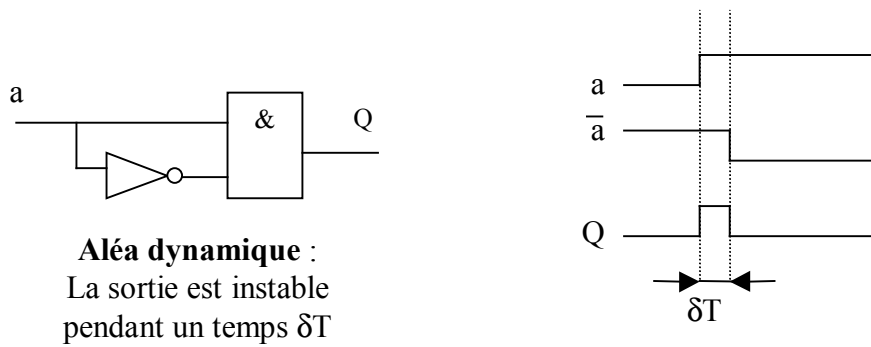 a
&
Q
Aléa dynamique :
La sortie est instable
pendant un temps δT
a
a̅
Q
δT